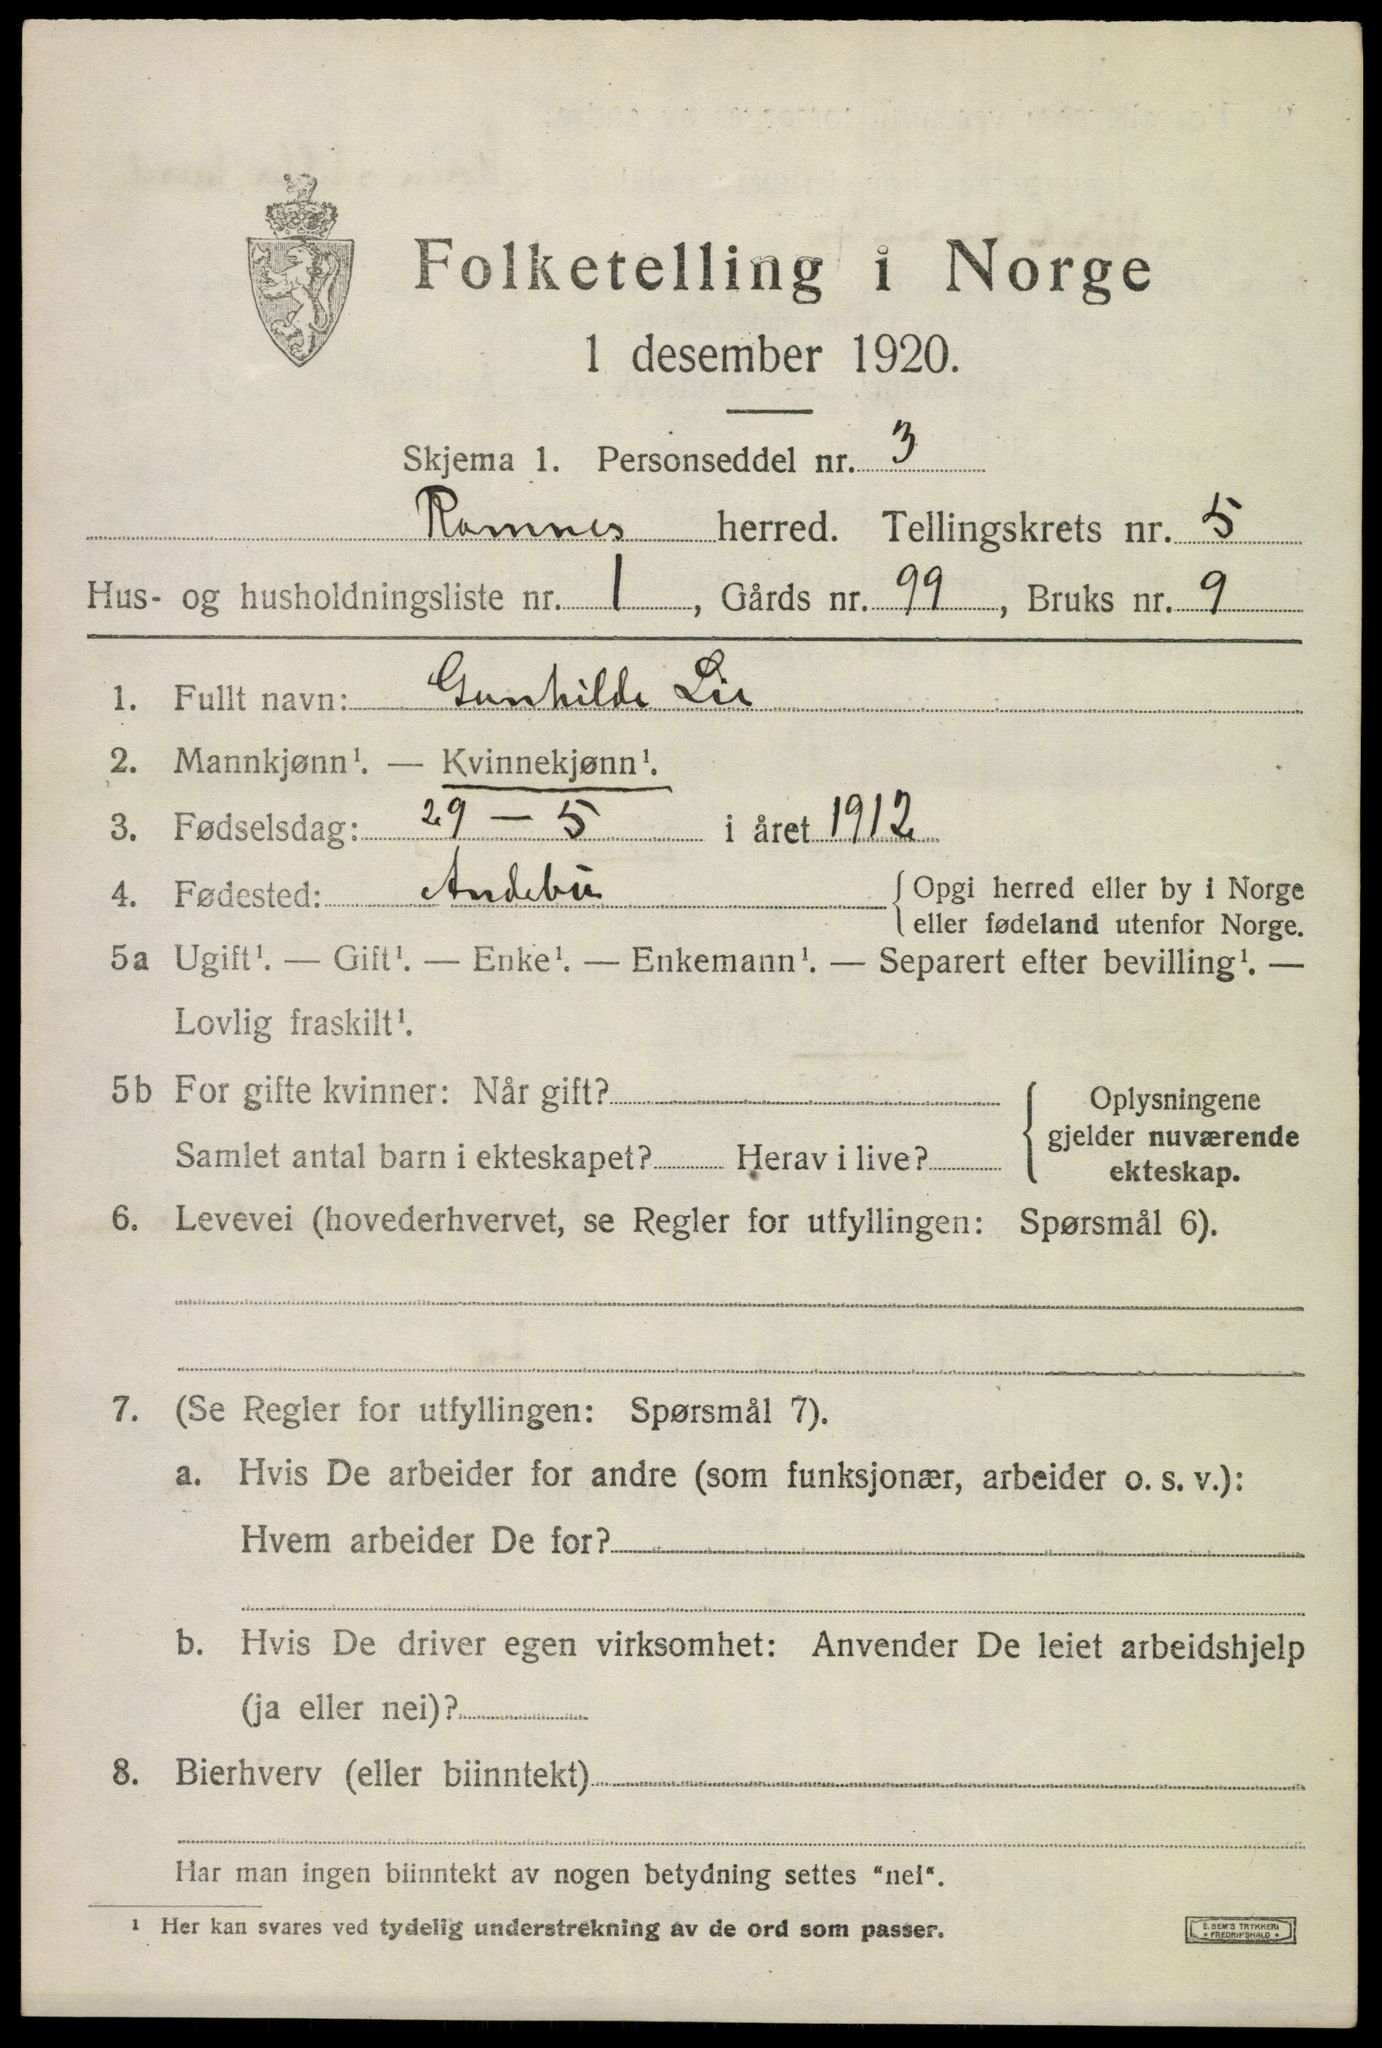 Folketelling i Norge
1 desember 1920.
Skjema 1. Personseddel nr. 3
Ramnes herred. Tellingskrets nr. 5
Hus- og husholdningsliste nr. 1, Gårds nr. 99, Bruks nr. 9
1. Fullt navn: Gunhilde Lie
2. Mannkjønn¹. — Kvinnekjønn¹.
3. Fødselsdag: 29 — 5 i året 1912
4. Fødested: Andebu { Opgi herred eller by i Norge
eller fødeland utenfor Norge.
5a Ugift¹. — Gift¹. — Enke¹. — Enkemann¹. — Separert efter bevilling¹. —
Lovlig fraskilt¹.
5b For gifte kvinner: Når gift?
Samlet antal barn i ekteskapet? Herav i live?
{ Oplysningene
gjelder nuværende
ekteskap.
6. Levevei (hovederhvervet, se Regler for utfyllingen: Spørsmål 6).
7. (Se Regler for utfyllingen: Spørsmål 7).
a. Hvis De arbeider for andre (som funksjonær, arbeider o. s. v.):
Hvem arbeider De for?
b. Hvis De driver egen virksomhet: Anvender De leiet arbeidshjelp
(ja eller nei)?
8. Bierhverv (eller biinntekt)
Har man ingen biinntekt av nogen betydning settes "nei".
¹ Her kan svares ved tydelig understrekning av de ord som passer.
E. SEM'S TRYKKERI
• FREDRIKSHALD •